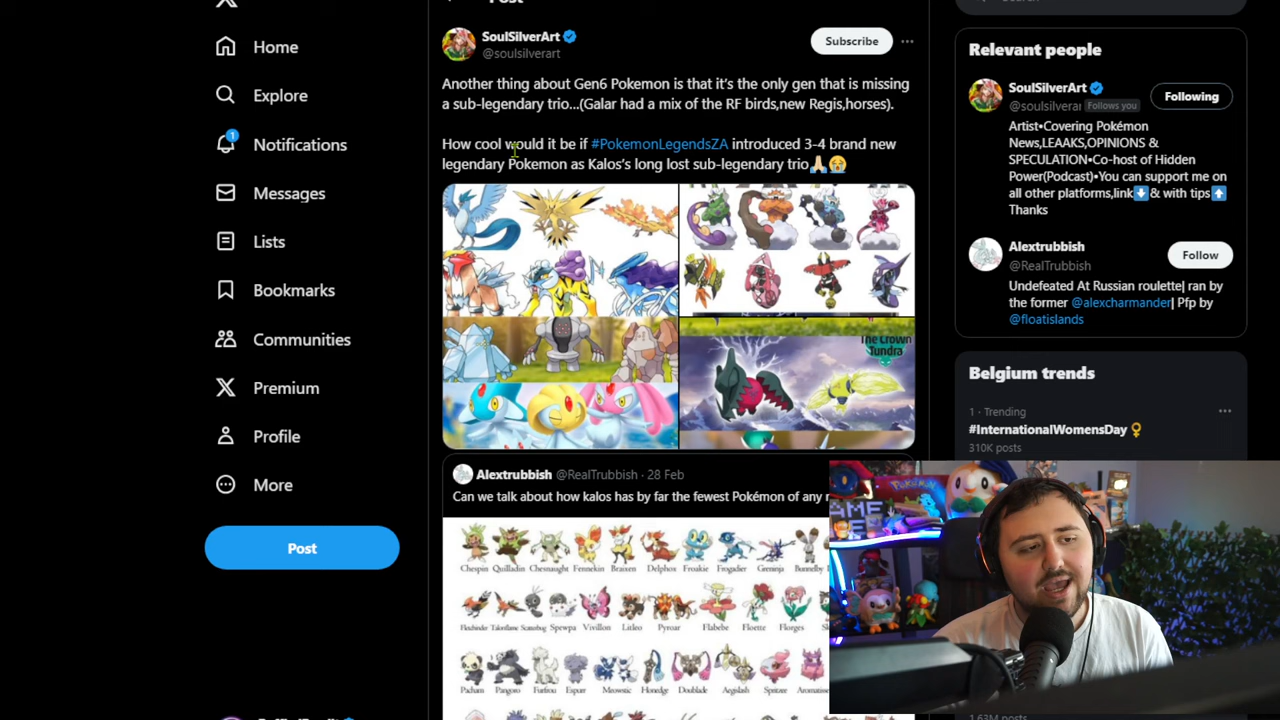 Post
Home
Explore
1
Notifications
Messages
Lists
Bookmarks
Communities
Premium
Profile
More
Post
SoulSilverArt
@soulsilverart
Subscribe
Another thing about Gen6 Pokemon is that it's the only gen that is missing
a sub-legendary trio...(Galar had a mix of the RF birds,new Regis,horses).
How cool would it be if #PokemonLegendsZA introduced 3-4 brand new
legendary Pokemon as Kalos's long lost sub-legendary trio🙏🏻😭
The Crown
Tundra
Alextrubbish @RealTrubbish · 28 Feb
Can we talk about how kalos has by far the fewest Pokémon of any
Chespin Quilladin Chesnaught Fennekin Braixen Delphox Froakie Frogadier Greninja Bunnelby
Fletchinder Talonflame Scatterbug Spewpa Vivillon Litleo Pyroar Flabebe Floette Florges
Pacham Pangoro Furfrou Espurr Meowstic Honedge Doublade Aegislash Spritzee Aromatisse
Relevant people
SoulSilverArt
@soulsilverar Follows you
Following
Artist•Covering Pokémon
News,LEAAKS,OPINIONS &
SPECULATION•Co-host of Hidden
Power(Podcast)•You can support me on
all other platforms,link⬇️& with tips⬆️
Thanks
Alextrubbish
@RealTrubbish
Follow
Undefeated At Russian roulette| ran by
the former @alexcharmander| Pfp by
@floatislands
Belgium trends
1 · Trending
#InternationalWomensDay
310K posts
GAME